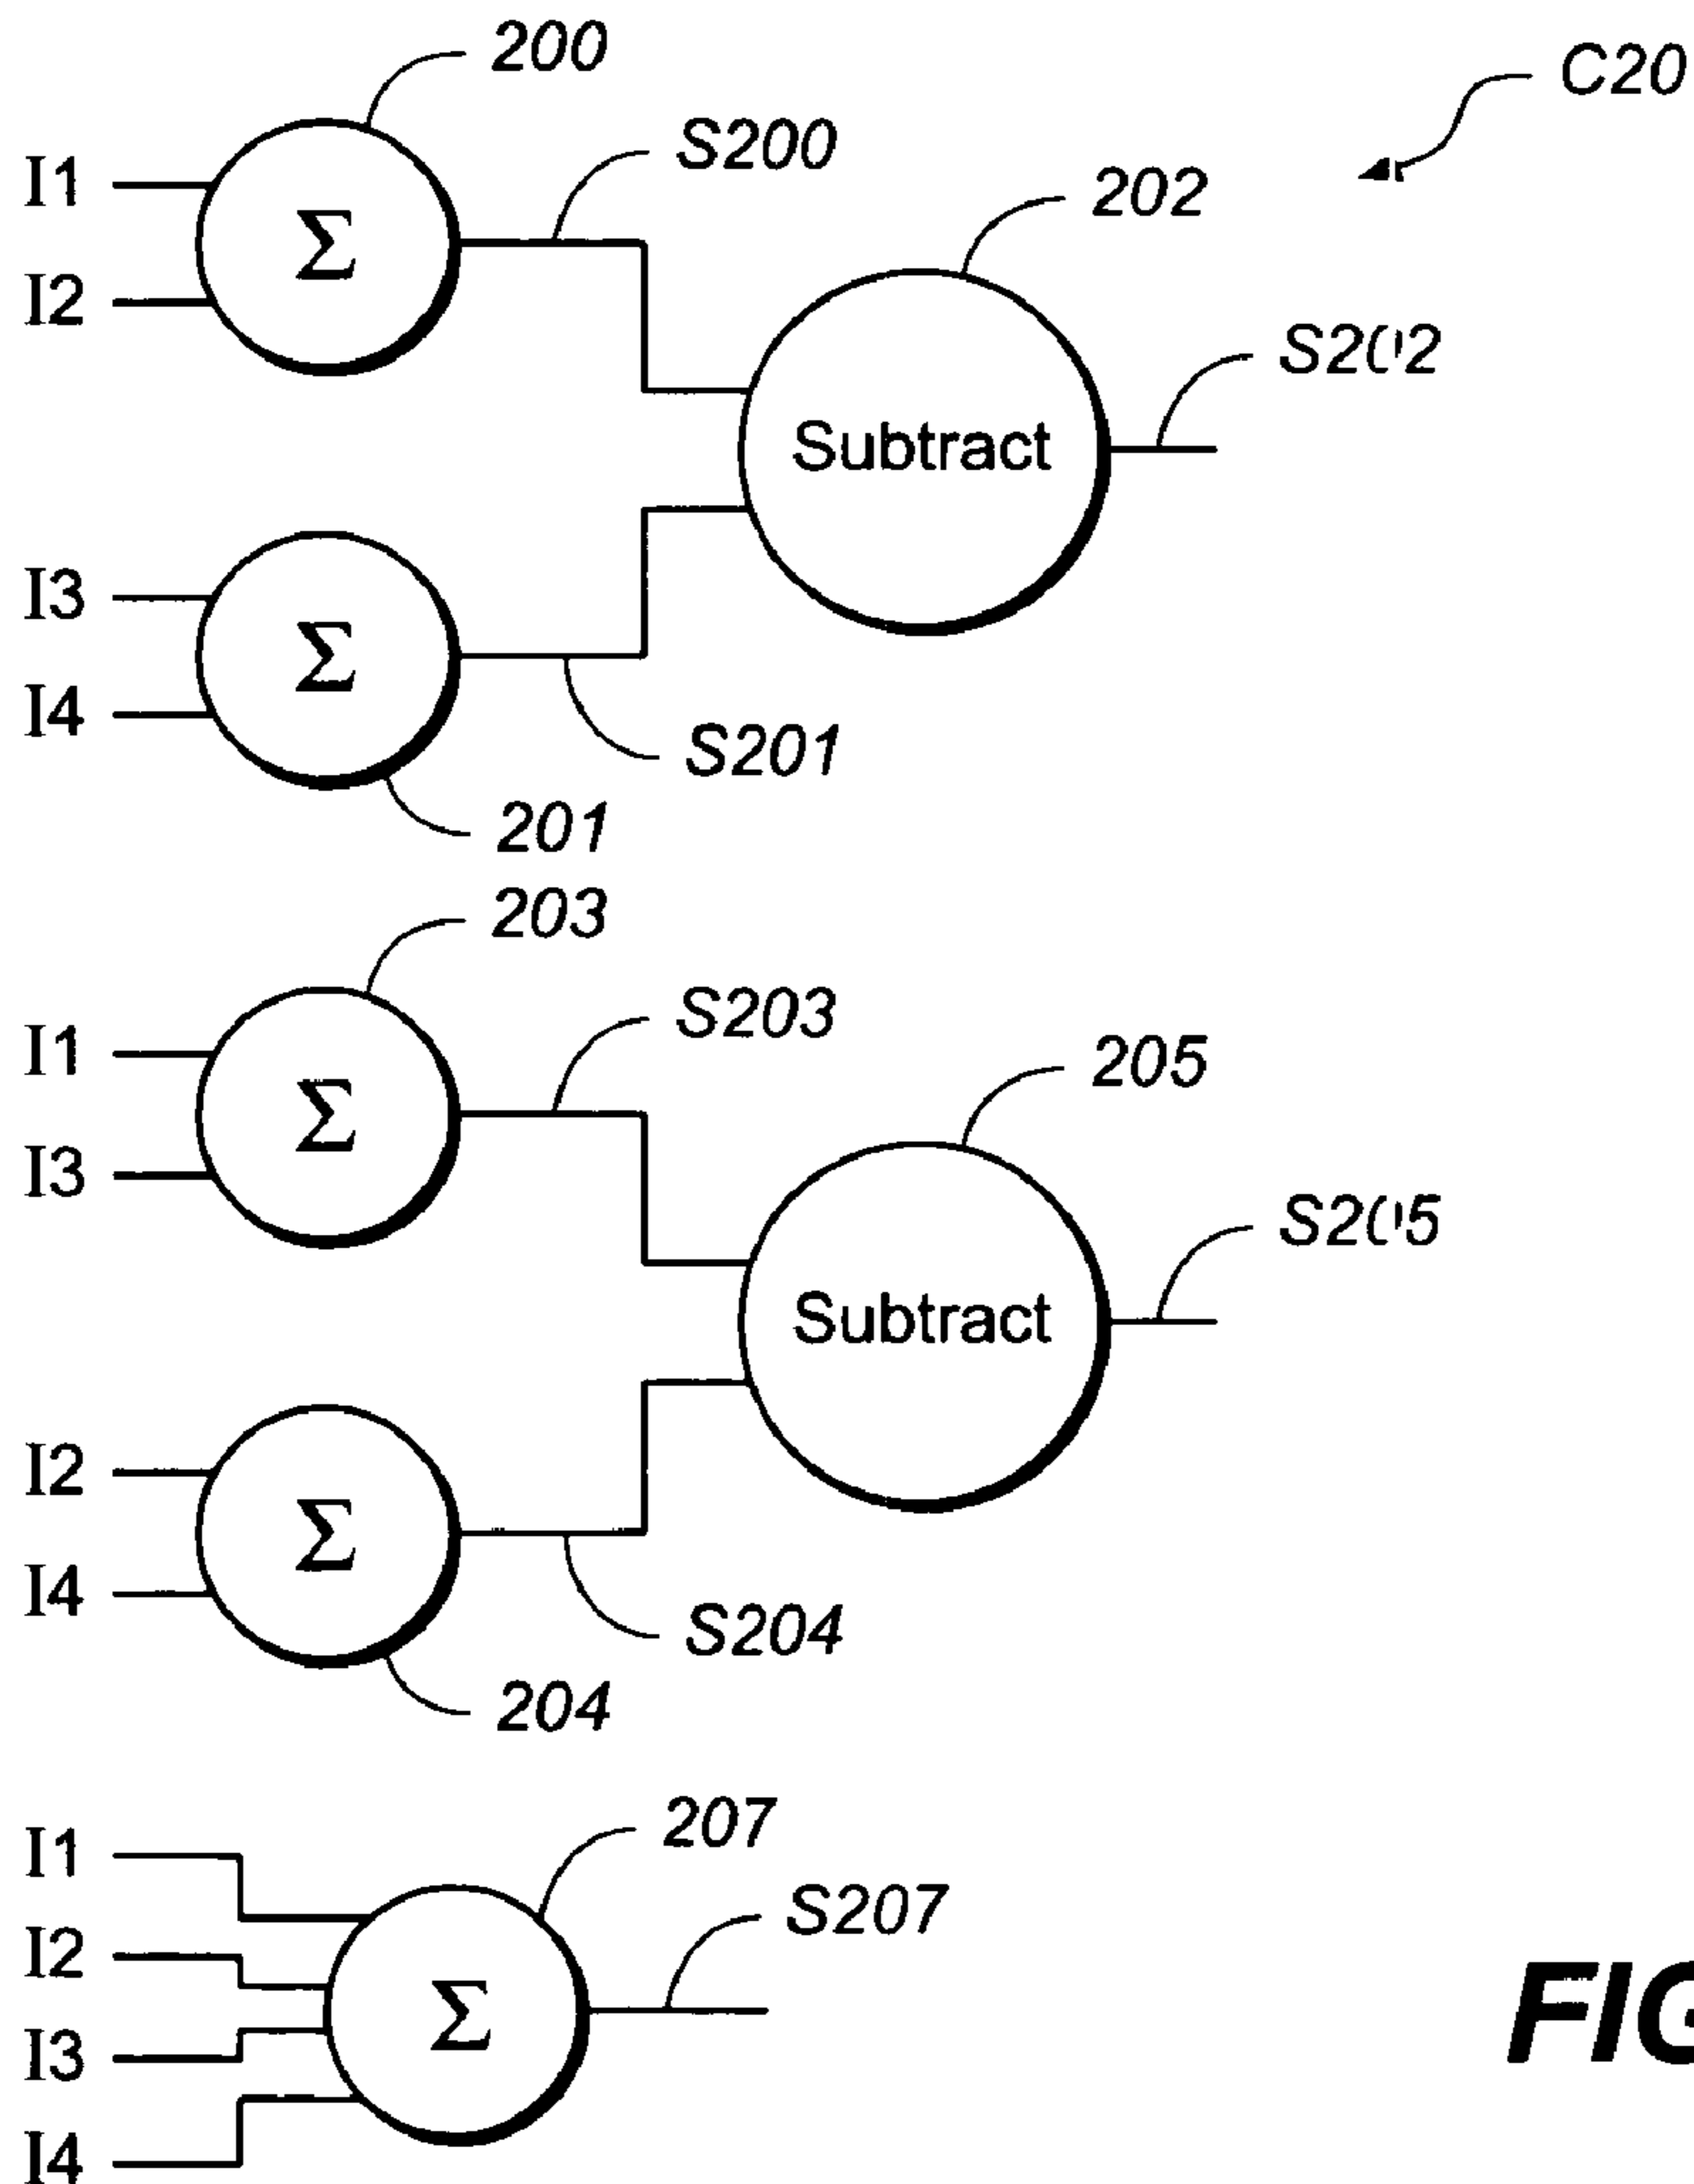 200
C20
I1
S200
202
Σ
I2
S202
Subtract
I3
Σ
I4
S201
201
203
S203
I1
205
Σ
I3
S205
Subtract
I2
Σ
I4
S204
204
207
I1
S207
I2
Σ
I3
I4
FIG